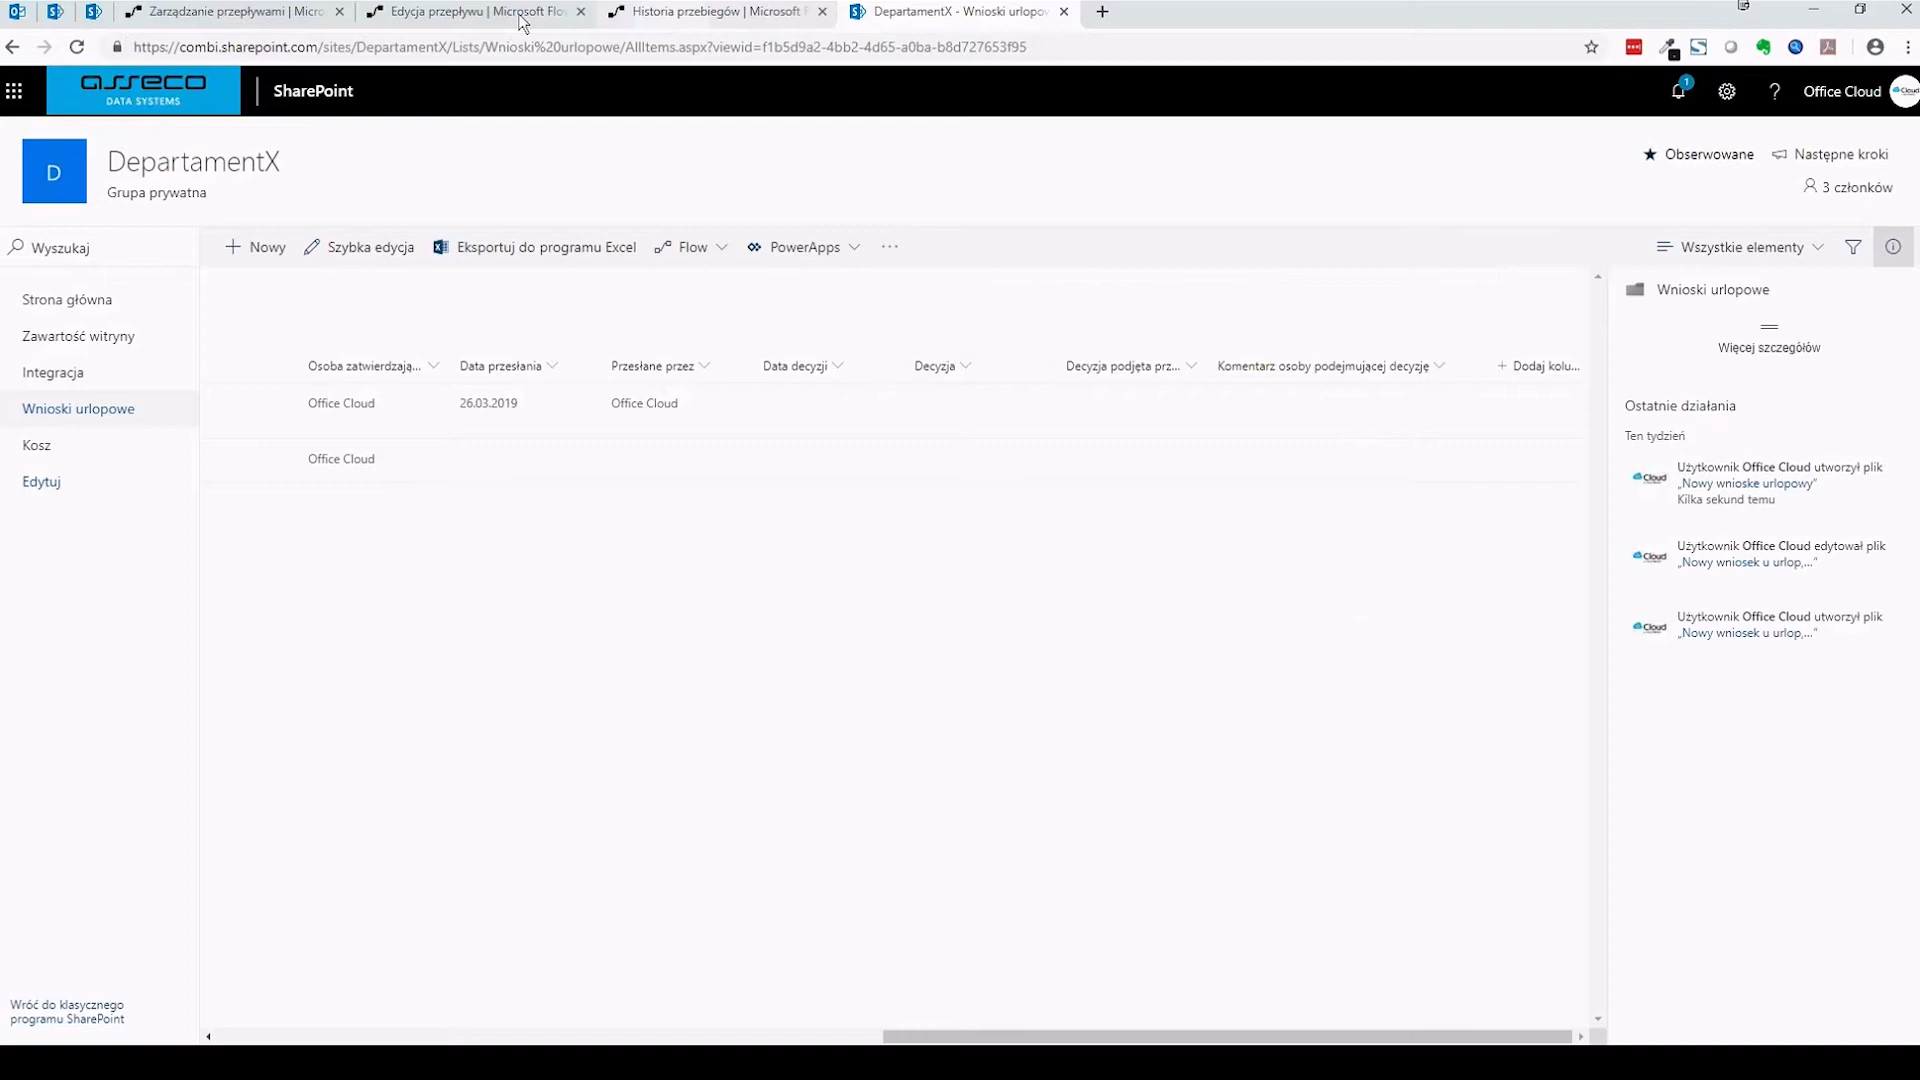 Zarządzanie przepływami | Micro
Edycja przepływu | Microsoft Flo
Historia przebiegów | Microsoft F
DepartamentX - Wnioski urlopow
https://combi.sharepoint.com/sites/DepartamentX/Lists/Wnioski%20urlopowe/AllItems.aspx?viewid=f1b5d9a2-4bb2-4d65-a0ba-b8d727653f95
asseco
DATA SYSTEMS
SharePoint
1
?
Office Cloud
Cloud
D
DepartamentX
Grupa prywatna
Obserwowane
Następne kroki
3 członków
Wyszukaj
Nowy
Szybka edycja
Eksportuj do programu Excel
Flow
PowerApps
Wszystkie elementy
Strona główna
Zawartość witryny
Integracja
Wnioski urlopowe
Kosz
Edytuj
Osoba zatwierdzają...
Data przesłania
Przesłane przez
Data decyzji
Decyzja
Decyzja podjęta prz...
Komentarz osoby podejmującej decyzję
Dodaj kolu...
Office Cloud
26.03.2019
Office Cloud
Office Cloud
Wnioski urlopowe
Więcej szczegółów
Ostatnie działania
Ten tydzień
Cloud
Użytkownik Office Cloud utworzył plik
„Nowy wnioske urlopowy”
Kilka sekund temu
Cloud
Użytkownik Office Cloud edytował plik
„Nowy wniosek u urlop,...”
Cloud
Użytkownik Office Cloud utworzył plik
„Nowy wniosek u urlop,...”
Wróć do klasycznego
programu SharePoint